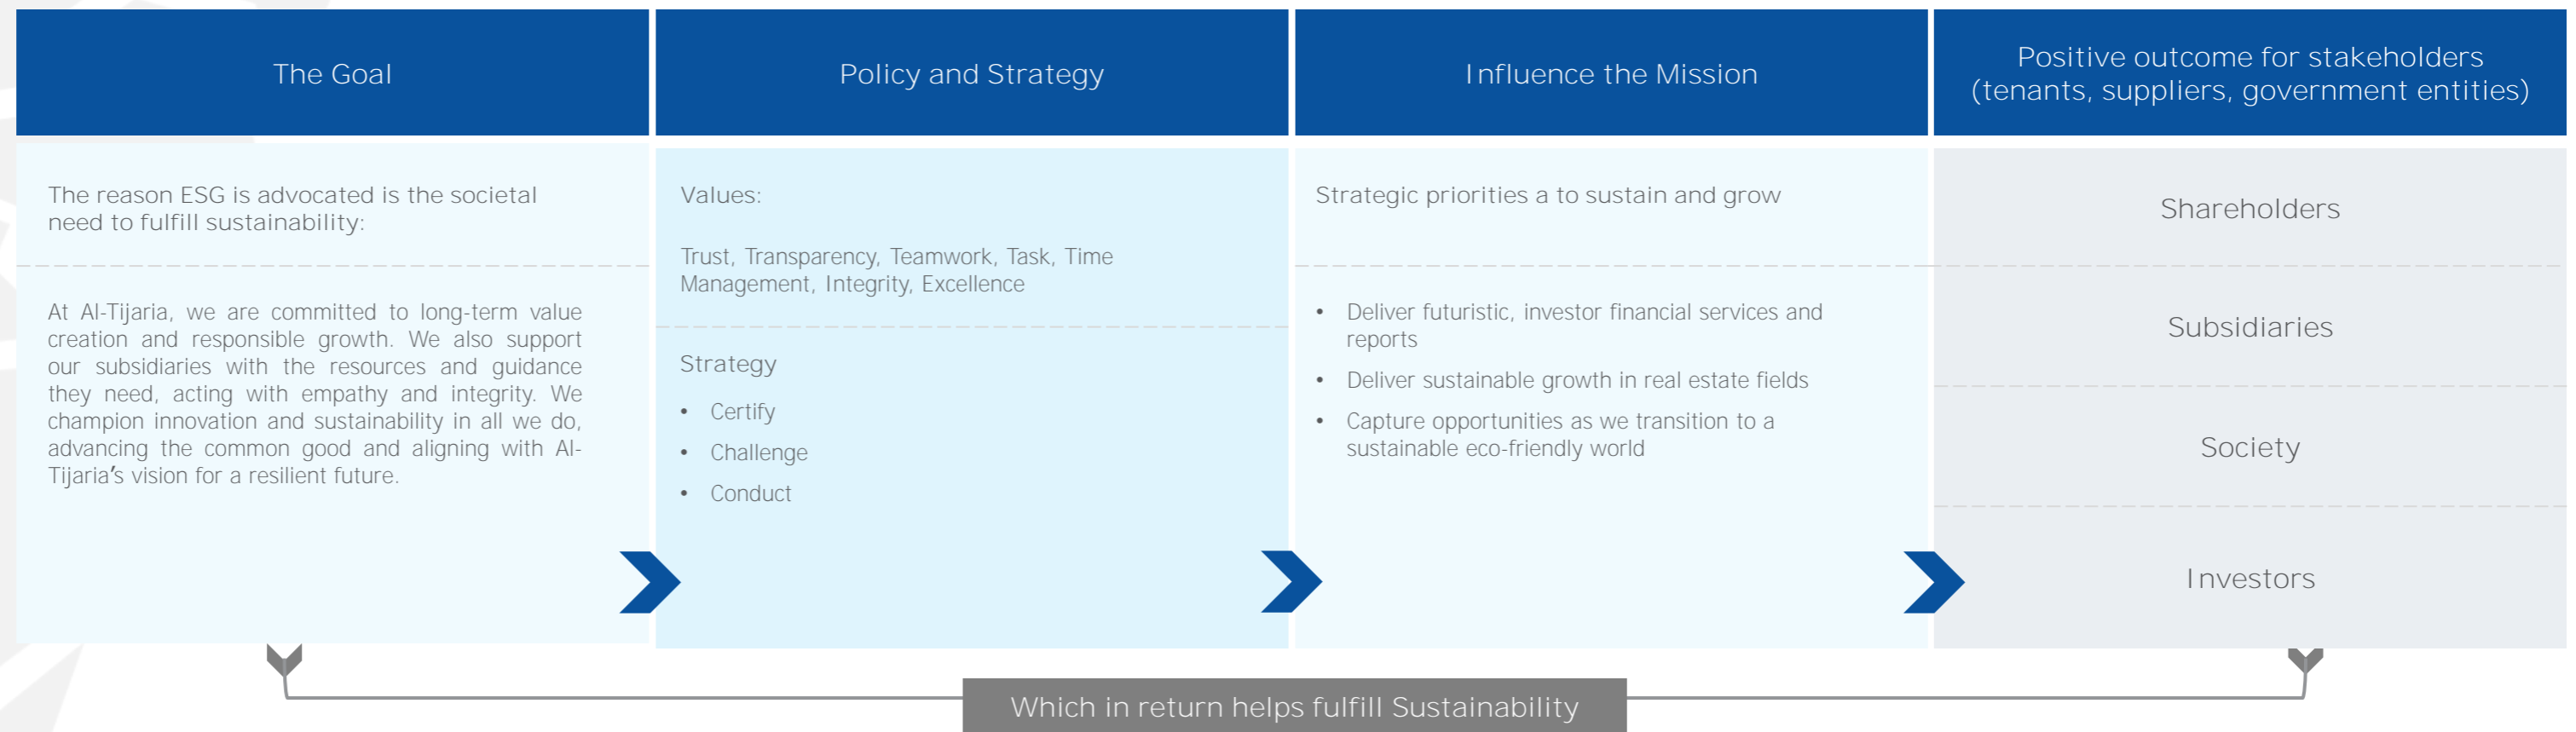 The Goal
The reason ESG is advocated is the societal
need to fulfill sustainability:
At Al-Tijaria, we are committed to long-term value
creation and responsible growth. We also support
our subsidiaries with the resources and guidance
they need, acting with empathy and integrity. We
champion innovation and sustainability in all we do,
advancing the common good and aligning with Al-
Tijaria's vision for a resilient future.
Policy and Strategy
Values:
Trust, Transparency, Teamwork, Task, Time
Management, Integrity, Excellence
Strategy
• Certify
• Challenge
• Conduct
Influence the Mission
Strategic priorities a to sustain and grow
• Deliver futuristic, investor financial services and
reports
• Deliver sustainable growth in real estate fields
• Capture opportunities as we transition to a
sustainable eco-friendly world
Positive outcome for stakeholders
(tenants, suppliers, government entities)
Shareholders
Subsidiaries
Society
Investors
Which in return helps fulfill Sustainability